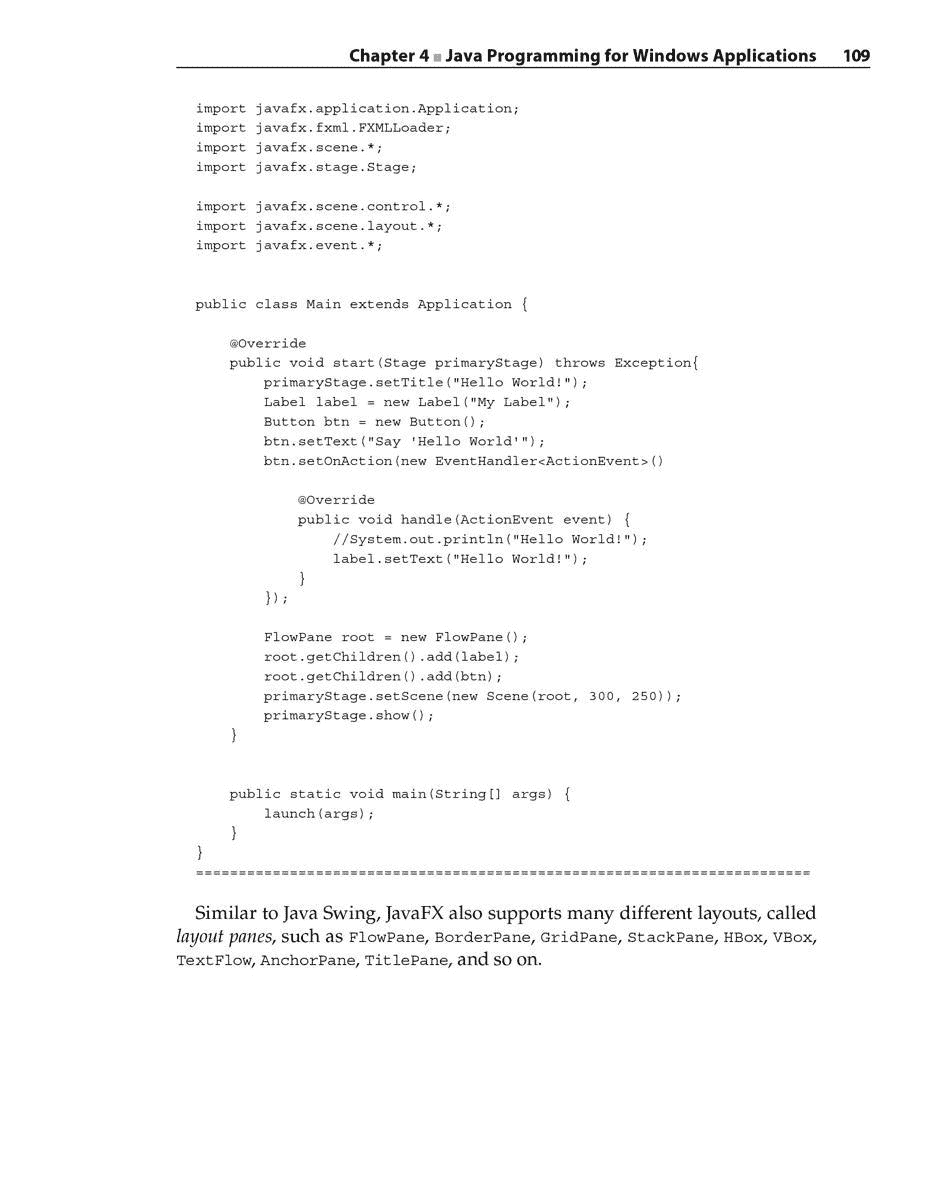 Chapter 4 ■ Java Programming for Windows Applications 109
import javafx.application.Application;
import javafx.fxml.FXMLLoader;
import javafx.scene.*;
import javafx.stage.Stage;
import javafx.scene.control.*;
import javafx.scene.layout.*;
import javafx.event.*;
public class Main extends Application {
@Override
public void start(Stage primaryStage) throws Exception{
primaryStage.setTitle("Hello World!");
Label label = new Label("My Label");
Button btn = new Button();
btn.setText("Say 'Hello World'");
btn.setOnAction(new EventHandler<ActionEvent>()
@Override
public void handle(ActionEvent event) {
//System.out.println("Hello World!");
label.setText("Hello World!");
}
});
FlowPane root = new FlowPane();
root.getChildren().add(label);
root.getChildren().add(btn);
primaryStage.setScene(new Scene(root, 300, 250));
primaryStage.show();
}
public static void main(String[] args) {
launch(args);
}
}
========================================================================
Similar to Java Swing, JavaFX also supports many different layouts, called
layout panes, such as FlowPane, BorderPane, GridPane, StackPane, HBox, VBox,
TextFlow, AnchorPane, TitlePane, and so on.